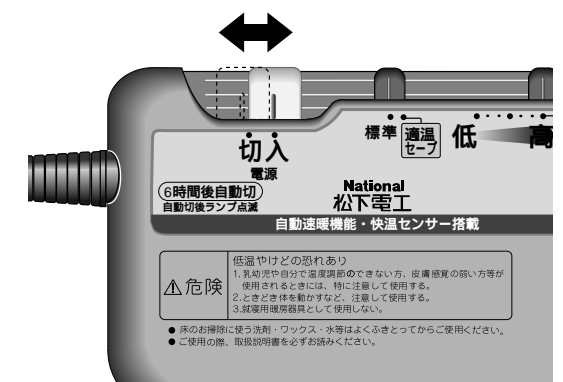 標準 適温
セーブ
低 高
切 入
電源
6時間後自動切
自動切後ランプ点滅
National
松下電工
自動速暖機能・快温センサー搭載
⚠危険
低温やけどの恐れあり
1.乳幼児や自分で温度調節のできない方、皮膚感覚の弱い方等が
使用されるときには、特に注意して使用する。
2.ときどき体を動かすなど、注意して使用する。
3.就寝用暖房器具として使用しない。
● 床のお掃除に使う洗剤・ワックス・水等はよくふきとってからご使用ください。
● ご使用の際、取扱説明書を必ずお読みください。